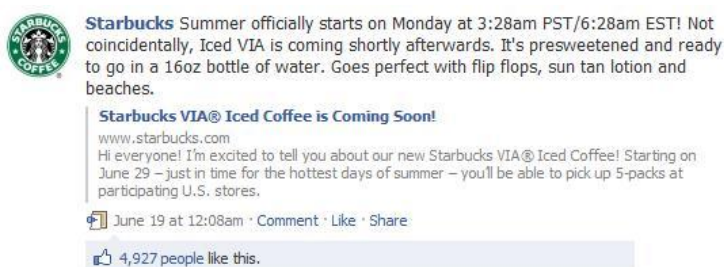 STARBUCKS
COFFEE
Starbucks Summer officially starts on Monday at 3:28am PST/6:28am EST! Not
coincidentally, Iced VIA is coming shortly afterwards. It's presweetened and ready
to go in a 16oz bottle of water. Goes perfect with flip flops, sun tan lotion and
beaches.
Starbucks VIA® Iced Coffee is Coming Soon!
www.starbucks.com
Hi everyone! I'm excited to tell you about our new Starbucks VIA® Iced Coffee! Starting on
June 29 – just in time for the hottest days of summer – you'll be able to pick up 5-packs at
participating U.S. stores.
June 19 at 12:08am · Comment · Like · Share
4,927 people like this.